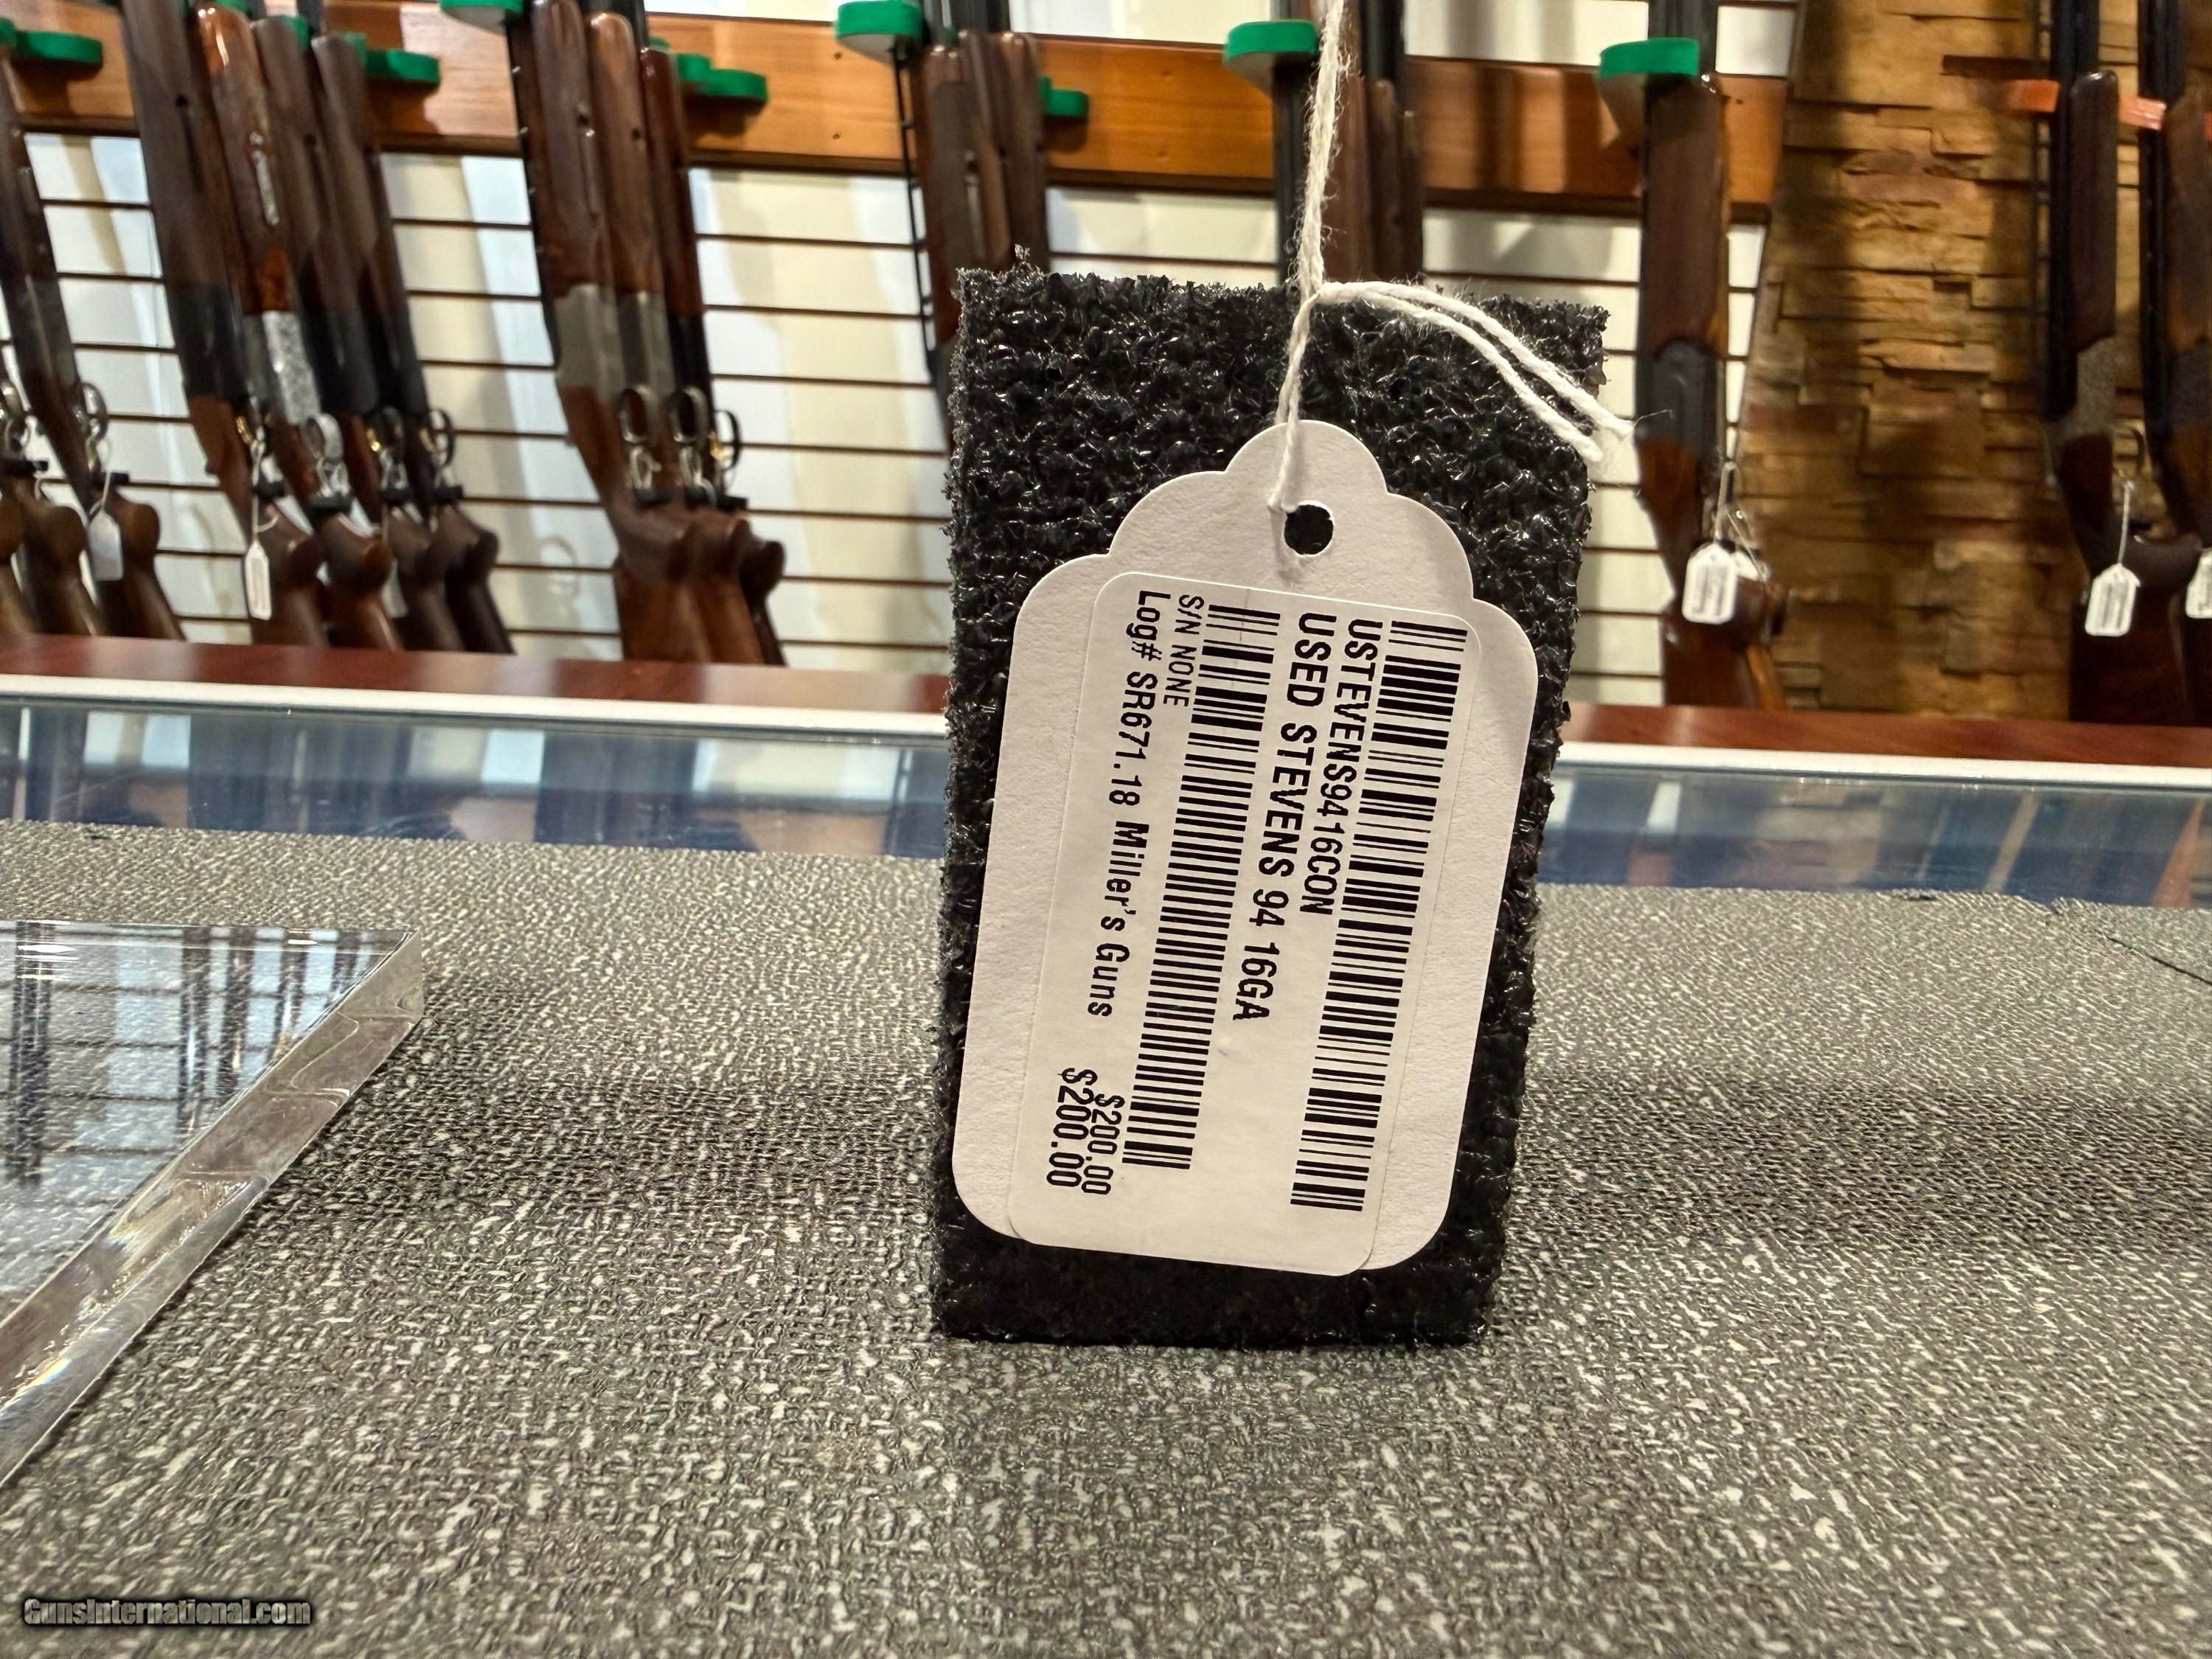 USTEVENS9416CON
USED STEVENS 94 16GA
S/N NONE
Log# SR671.18 Miller's Guns
$200.00
$200.00
GunsInternational.com